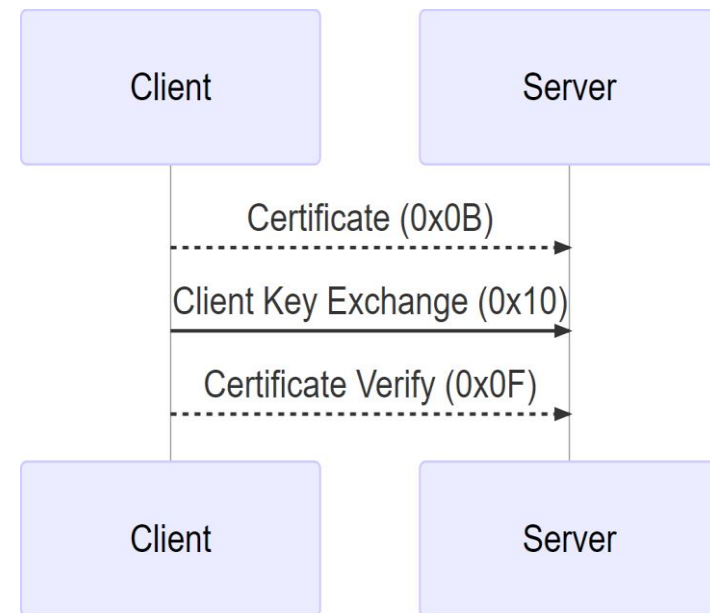 Client
Server
Certificate (0x0B)
Client Key Exchange (0x10)
Certificate Verify (0x0F)
Client
Server